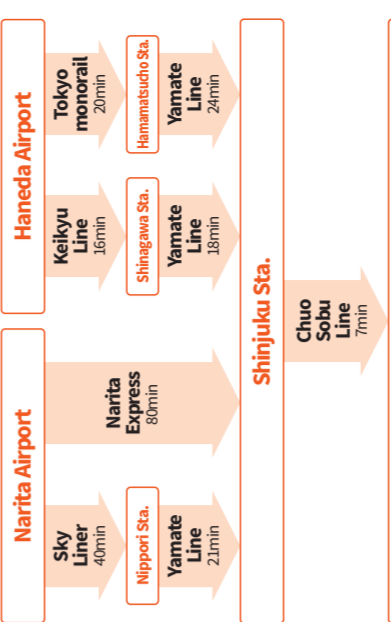 Narita Airport
Haneda Airport
Sky
Liner
40min
Narita
Express
80min
Keikyu
Line
16min
Tokyo
monorail
20min
Nippori Sta.
Shinagawa Sta.
Hamamatsucho Sta.
Yamate
Line
21min
Yamate
Line
18min
Yamate
Line
24min
Shinjuku Sta.
Chuo
Sobu
Line
7min